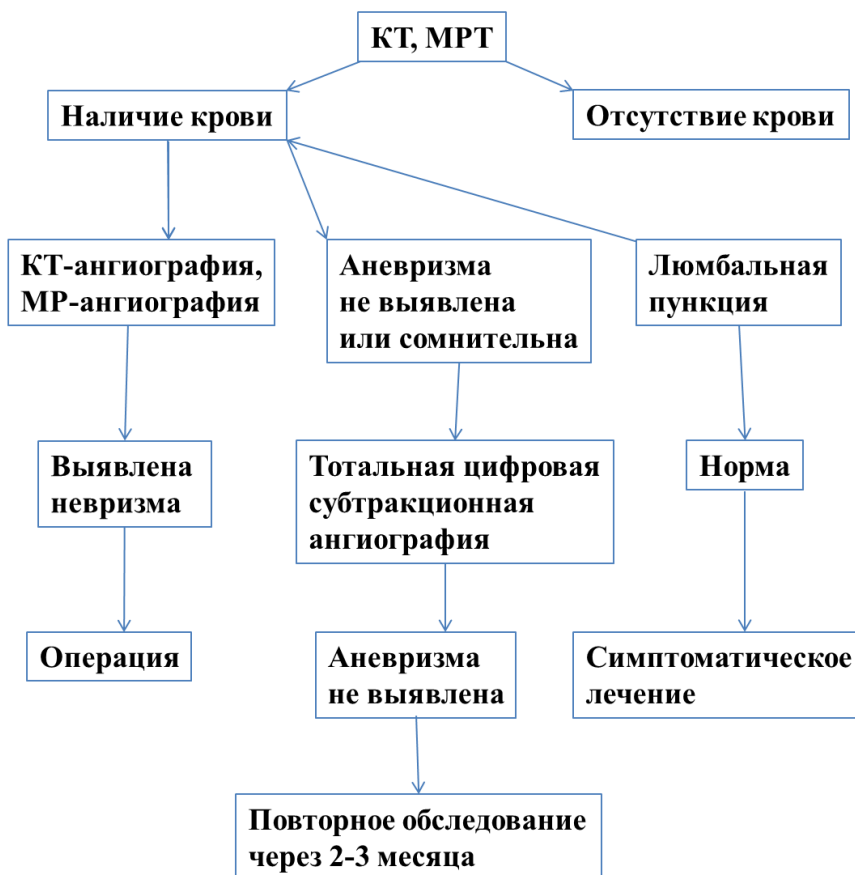 КТ, МРТ
Наличие крови
Отсутствие крови
КТ-ангиография,
МР-ангиография
Аневризма
не выявлена
или сомнительна
Люмбальная
пункция
Выявлена
невризма
Тотальная цифровая
субтракционная
ангиография
Норма
Операция
Аневризма
не выявлена
Симптоматическое
лечение
Повторное обследование
через 2-3 месяца